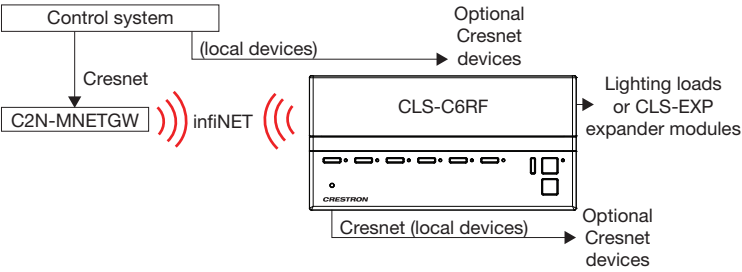 Control system
(local devices)
Optional
Cresnet
devices
Cresnet
C2N-MNETGW
infiNET
CLS-C6RF
Lighting loads
or CLS-EXP
expander modules
CRESTRON
Cresnet (local devices)
Optional
Cresnet
devices